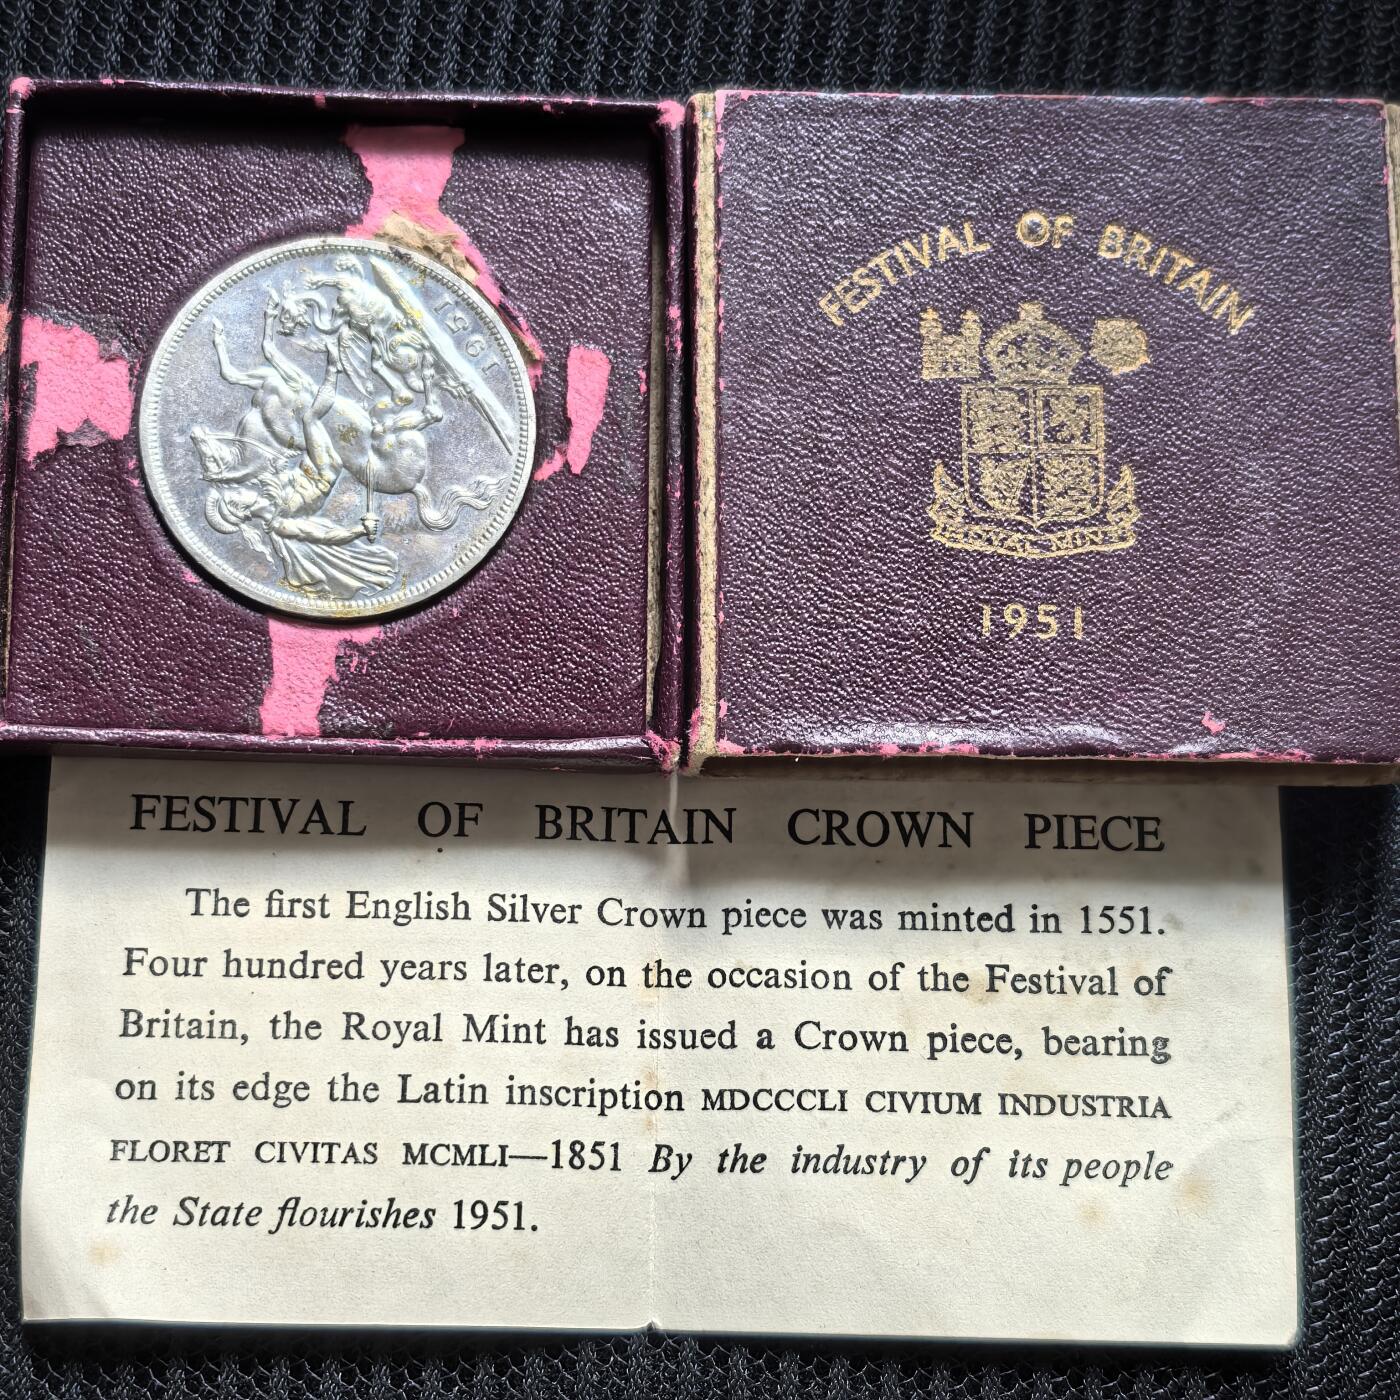 1951
FESTIVAL OF BRITAIN
ROYAL MINT
1951
FESTIVAL OF BRITAIN CROWN PIECE
The first English Silver Crown piece was minted in 1551.
Four hundred years later, on the occasion of the Festival of
Britain, the Royal Mint has issued a Crown piece, bearing
on its edge the Latin inscription MDCCCLI CIVIUM INDUSTRIA
FLORET CIVITAS MCMLI—1851 By the industry of its people
the State flourishes 1951.